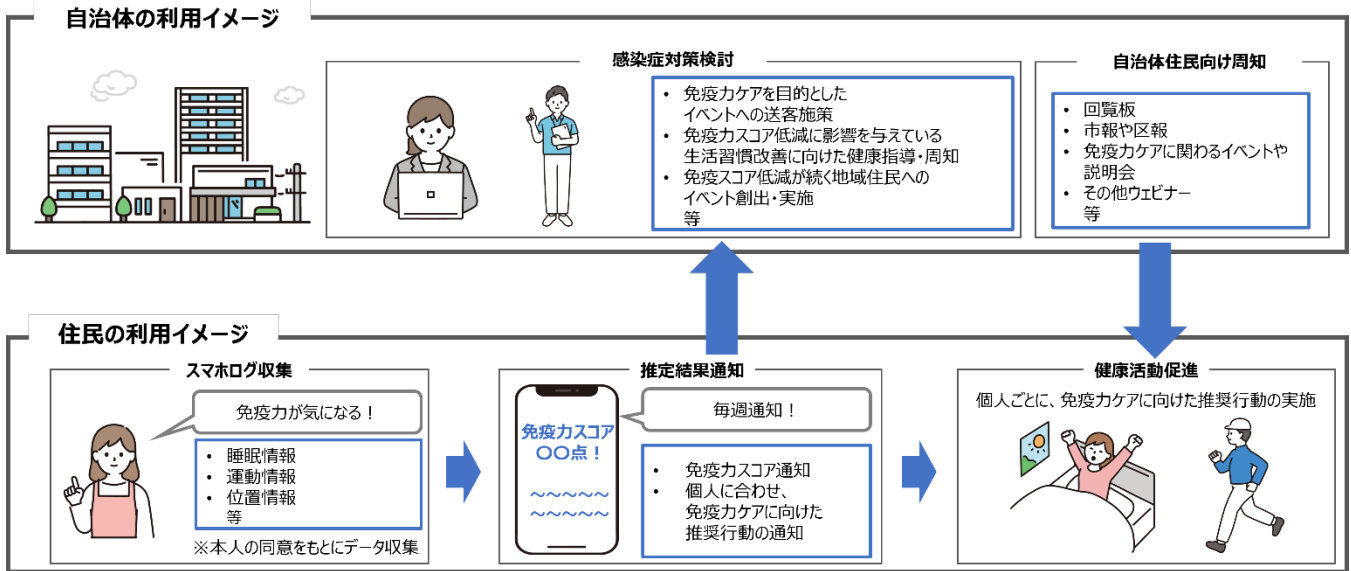 自治体の利用イメージ
感染症対策検討
• 免疫力ケアを目的とした
イベントへの送客施策
• 免疫力スコア低減に影響を与えている
生活習慣改善に向けた健康指導・周知
• 免疫スコア低減が続く地域住民への
イベント創出・実施
等
自治体住民向け周知
• 回覧板
• 市報や区報
• 免疫力ケアに関わるイベントや
説明会
• その他ウェビナー
等
住民の利用イメージ
スマホログ収集
免疫力が気になる！
• 睡眠情報
• 運動情報
• 位置情報
等
※本人の同意をもとにデータ収集
推定結果通知
毎週通知！
免疫力スコア
〇〇点！
～～～～～
～～～～～
• 免疫力スコア通知
• 個人に合わせ、
免疫力ケアに向けた
推奨行動の通知
健康活動促進
個人ごとに、免疫力ケアに向けた推奨行動の実施